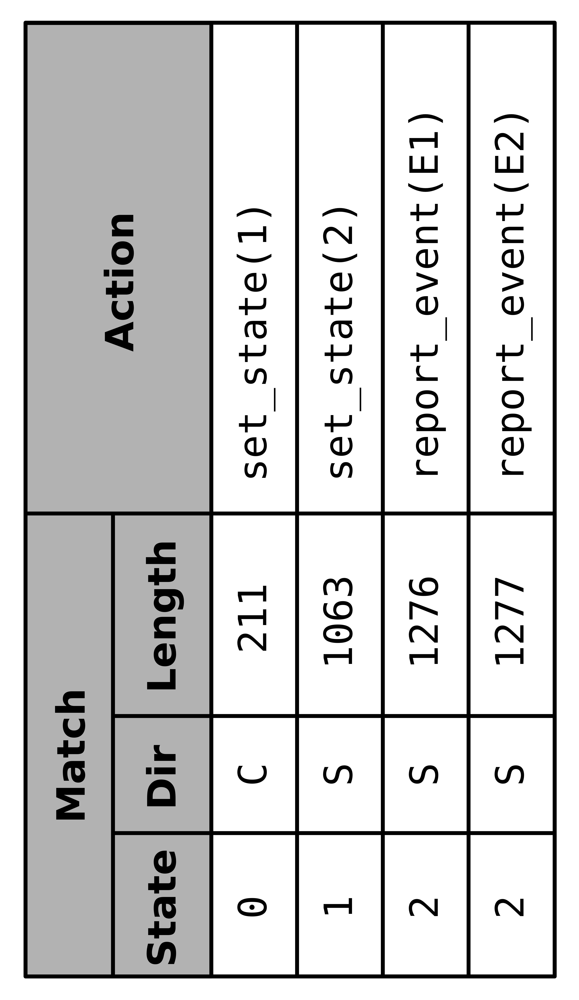 Match Action
State Dir Length
0 C 211 set_state(1)
1 S 1063 set_state(2)
2 S 1276 report_event(E1)
2 S 1277 report_event(E2)